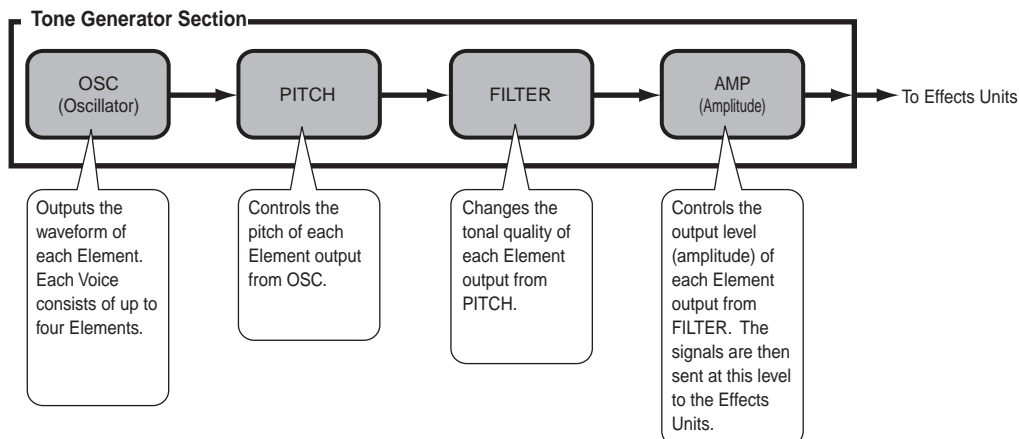 Tone Generator Section
OSC
(Oscillator)
PITCH
FILTER
AMP
(Amplitude)
To Effects Units
Outputs the
waveform of
each Element.
Each Voice
consists of up to
four Elements.
Controls the
pitch of each
Element output
from OSC.
Changes the
tonal quality of
each Element
output from
PITCH.
Controls the
output level
(amplitude) of
each Element
output from
FILTER. The
signals are then
sent at this level
to the Effects
Units.